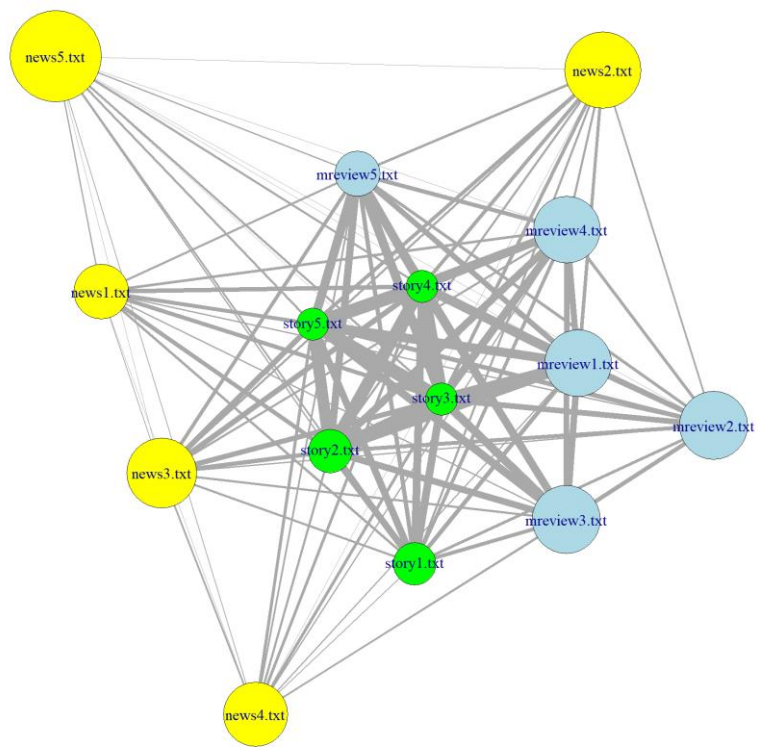 news5.txt
news2.txt
mreview5.txt
mreview4.txt
story4.txt
news1.txt
story5.txt
mreview1.txt
story3.txt
mreview2.txt
story2.txt
news3.txt
mreview3.txt
story1.txt
news4.txt